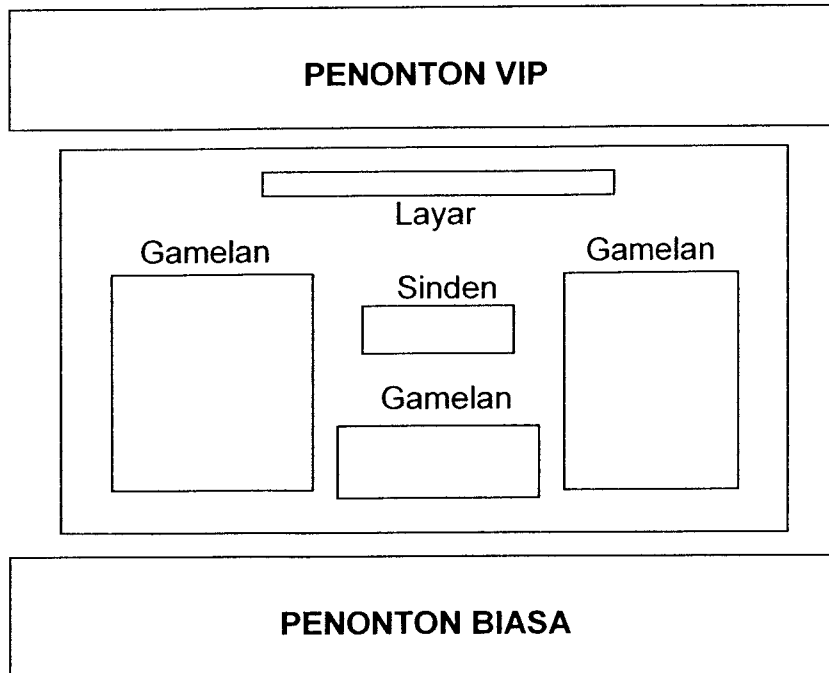 PENONTON VIP
Layar
Gamelan
Gamelan
Sinden
Gamelan
PENONTON BIASA